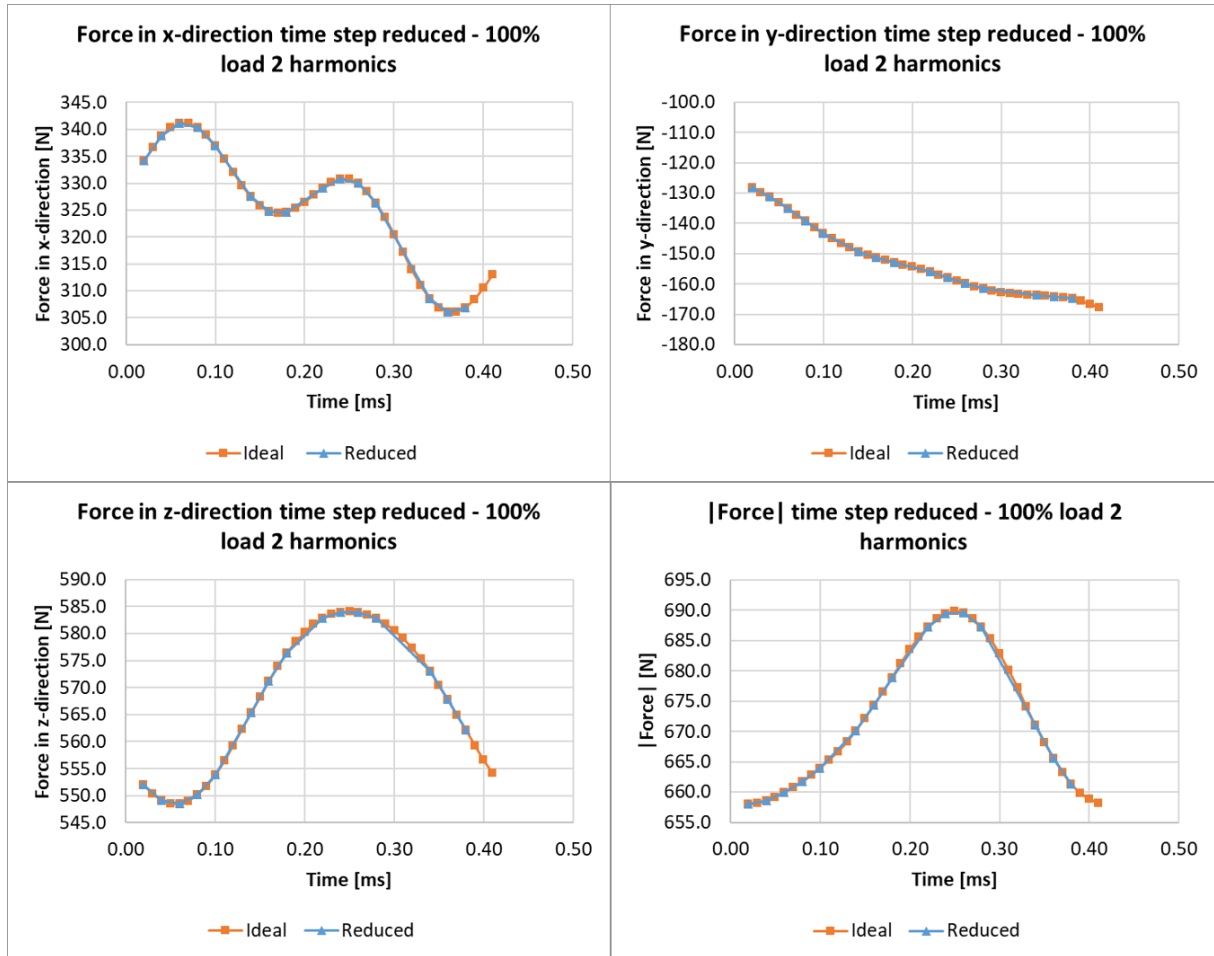 Force in x-direction time step reduced - 100%
load 2 harmonics
Force in x-direction [N]
345.0
340.0
335.0
330.0
325.0
320.0
315.0
310.0
305.0
300.0
0.00 0.10 0.20 0.30 0.40 0.50
Time [ms]
Ideal Reduced
Force in y-direction time step reduced - 100%
load 2 harmonics
Force in y-direction [N]
-100.0
-110.0
-120.0
-130.0
-140.0
-150.0
-160.0
-170.0
-180.0
0.00 0.10 0.20 0.30 0.40 0.50
Time [ms]
Ideal Reduced
Force in z-direction time step reduced - 100%
load 2 harmonics
Force in z-direction [N]
590.0
585.0
580.0
575.0
570.0
565.0
560.0
555.0
550.0
545.0
0.00 0.10 0.20 0.30 0.40 0.50
Time [ms]
Ideal Reduced
|Force| time step reduced - 100% load 2
harmonics
|Force| [N]
695.0
690.0
685.0
680.0
675.0
670.0
665.0
660.0
655.0
0.00 0.10 0.20 0.30 0.40 0.50
Time [ms]
Ideal Reduced